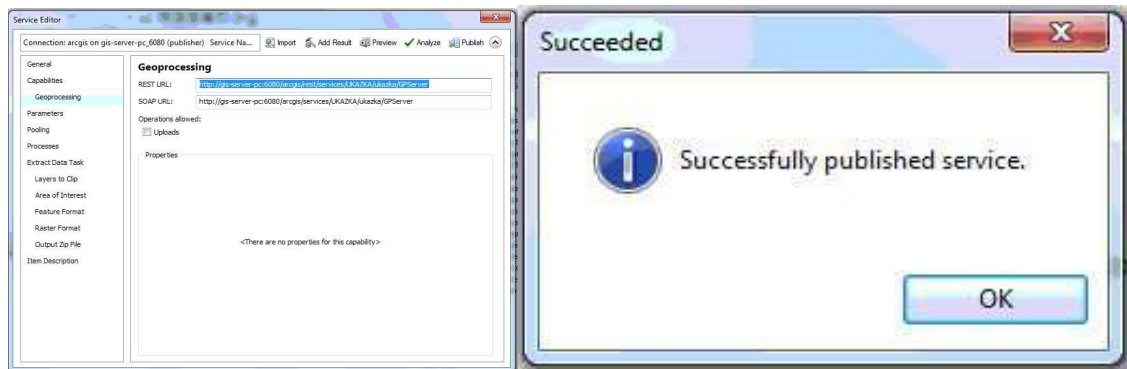 Service Editor
Connection: arcgis on gis-server-pc_6080 (publisher) Service Na... Import Add Result Preview Analyze Publish
General
Capabilities
Geoprocessing
Parameters
Pooling
Processes
Extract Data Task
Layers to Clip
Area of Interest
Feature Format
Raster Format
Output Zip File
Item Description
Geoprocessing
REST URL: http://gis-server-pc:6080/arcgis/rest/services/UKAZKA/ukazka/GPServer
SOAP URL: http://gis-server-pc:6080/arcgis/services/UKAZKA/ukazka/GPServer
Operations allowed:
Uploads
Properties
<There are no properties for this capability>
Succeeded
Successfully published service.
OK